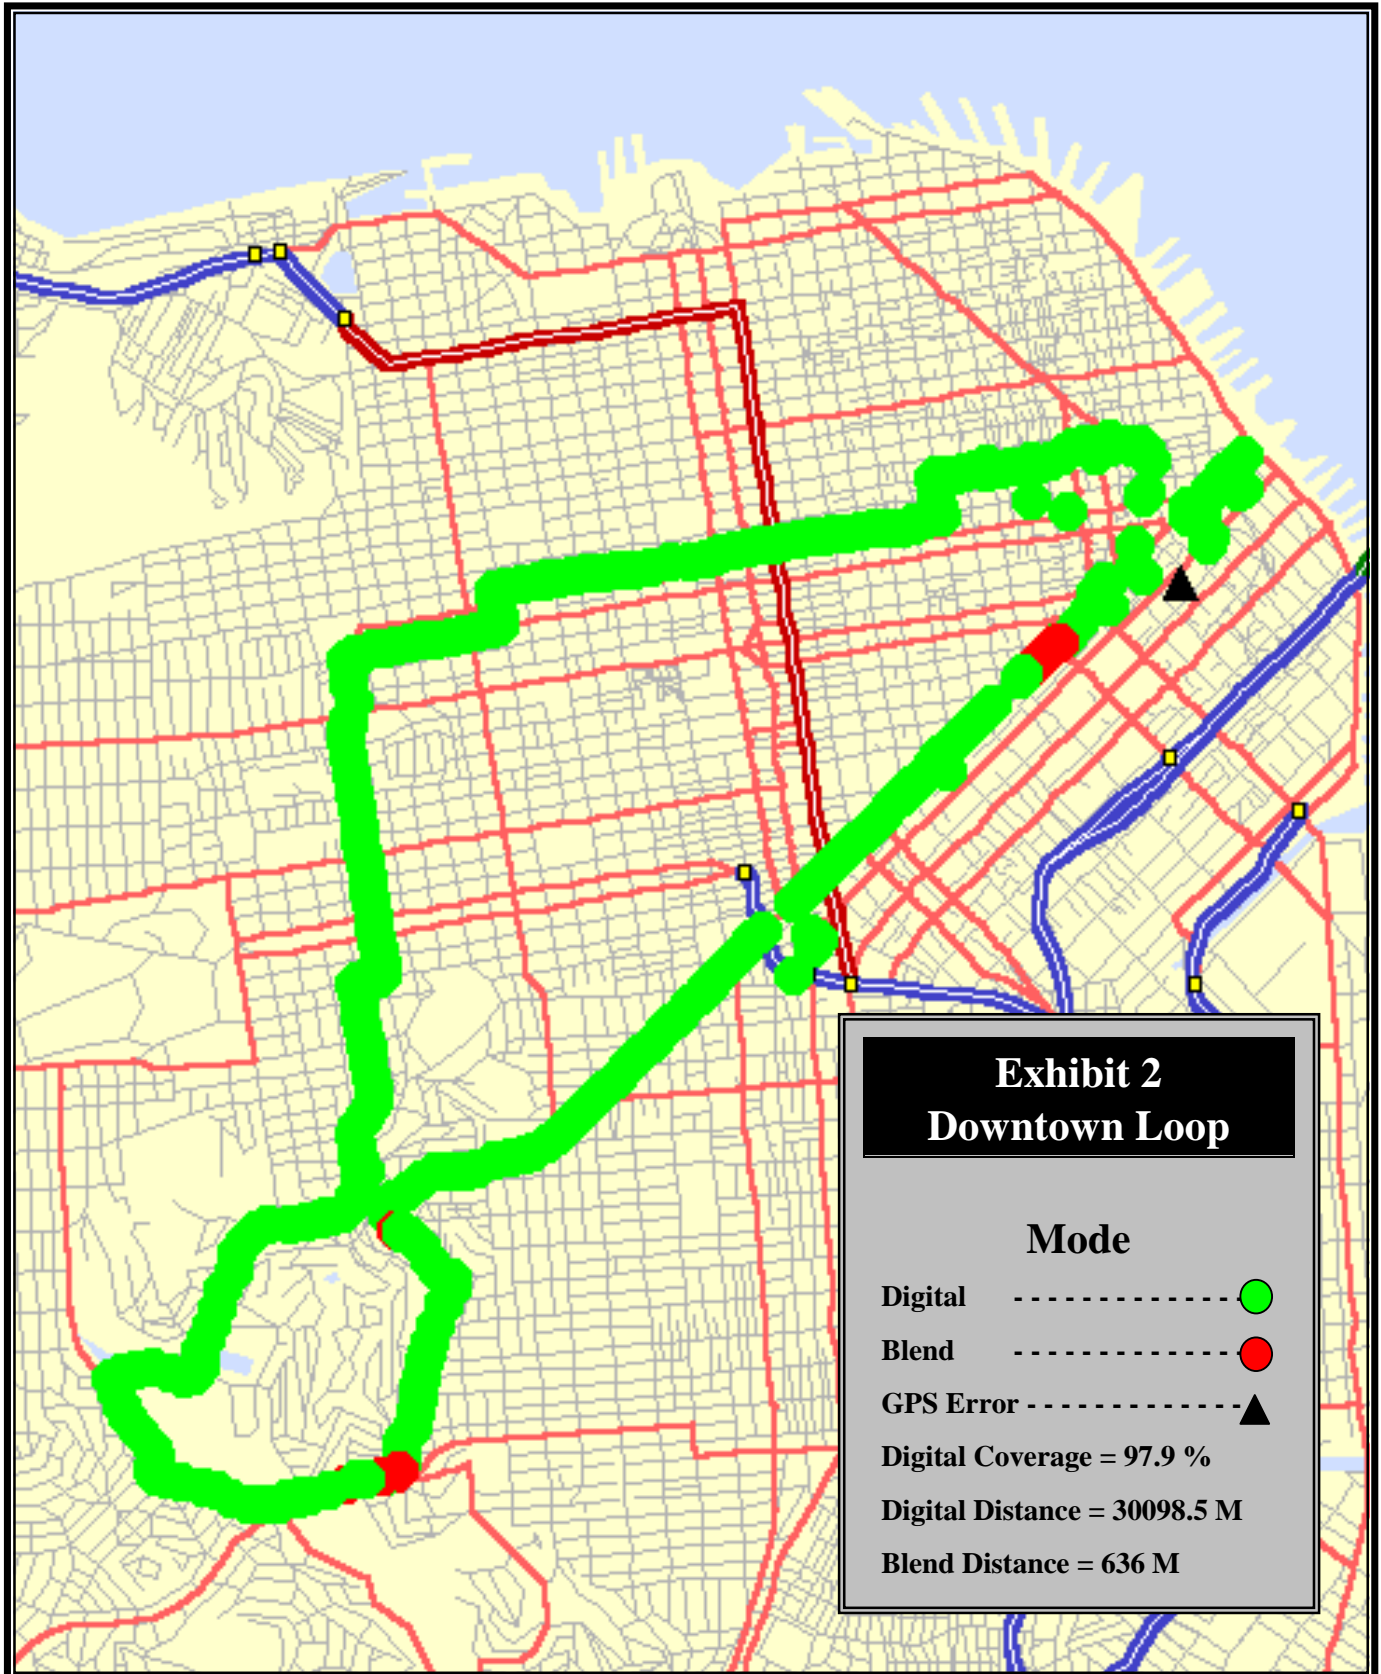 Exhibit 2
Downtown Loop
Mode
Digital - - - - - - - - - - - - - -
Blend - - - - - - - - - - - - - -
GPS Error - - - - - - - - - - - - -
Digital Coverage = 97.9 %
Digital Distance = 30098.5 M
Blend Distance = 636 M